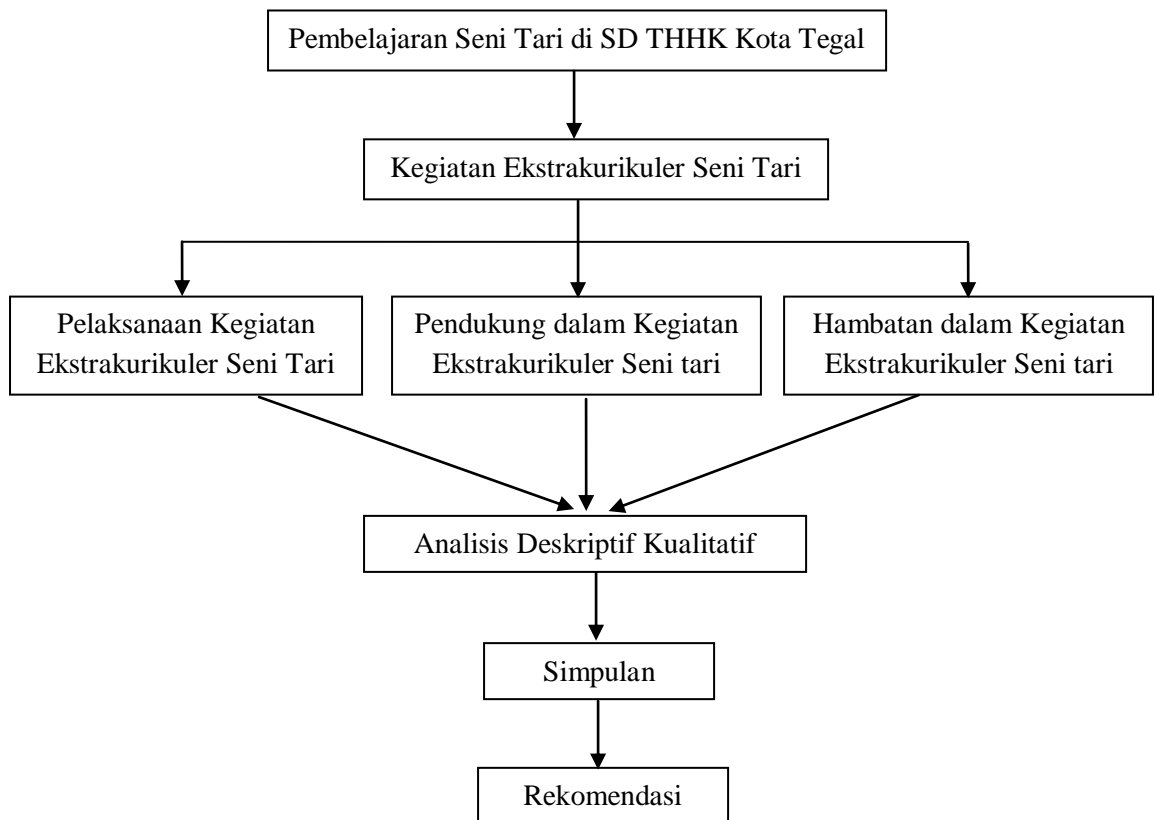 Pembelajaran Seni Tari di SD THHK Kota Tegal
Kegiatan Ekstrakurikuler Seni Tari
Pelaksanaan Kegiatan
Ekstrakurikuler Seni Tari
Pendukung dalam Kegiatan
Ekstrakurikuler Seni tari
Hambatan dalam Kegiatan
Ekstrakurikuler Seni tari
Analisis Deskriptif Kualitatif
Simpulan
Rekomendasi